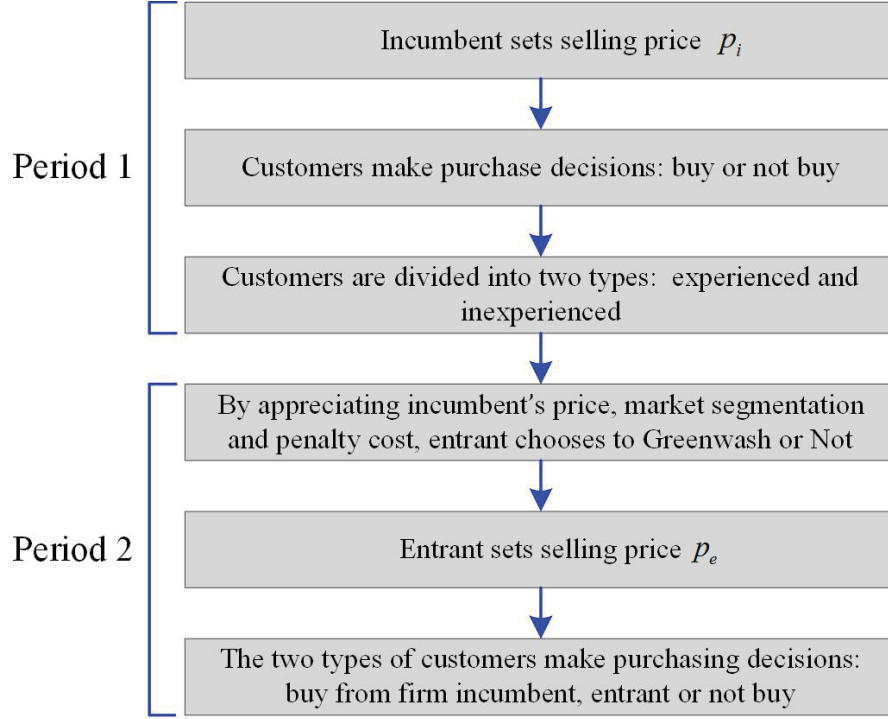 Incumbent sets selling price p_i
Period 1
Customers make purchase decisions: buy or not buy
Customers are divided into two types: experienced and
inexperienced
By appreciating incumbent's price, market segmentation
and penalty cost, entrant chooses to Greenwash or Not
Period 2
Entrant sets selling price p_e
The two types of customers make purchasing decisions:
buy from firm incumbent, entrant or not buy